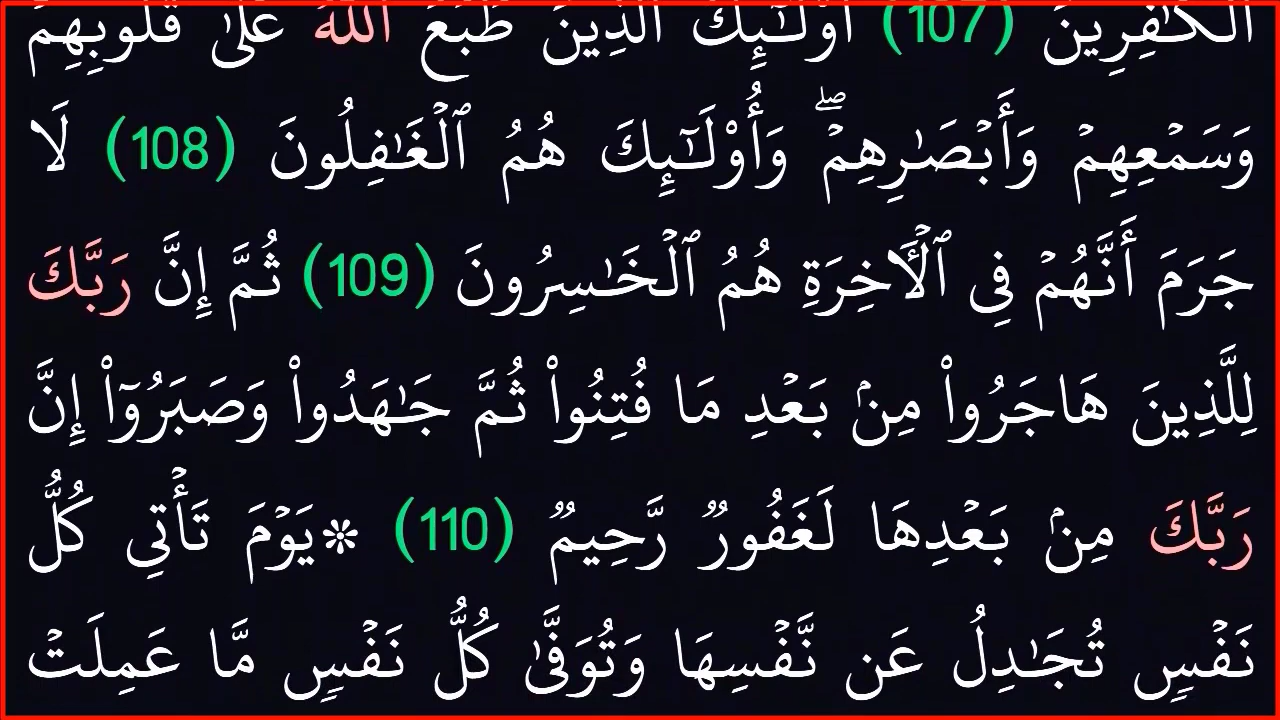 ٱلۡكَٰفِرِينَ (107) أُوْلَٰٓئِكَ ٱلَّذِينَ طَبَعَ ٱللَّهُ عَلَىٰ قُلُوبِهِمۡ
وَسَمۡعِهِمۡ وَأَبۡصَٰرِهِمۡۖ وَأُوْلَٰٓئِكَ هُمُ ٱلۡغَٰفِلُونَ (108) لَا
جَرَمَ أَنَّهُمۡ فِي ٱلۡأٓخِرَةِ هُمُ ٱلۡخَٰسِرُونَ (109) ثُمَّ إِنَّ رَبَّكَ
لِلَّذِينَ هَاجَرُواْ مِنۢ بَعۡدِ مَا فُتِنُواْ ثُمَّ جَٰهَدُواْ وَصَبَرُوٓاْ إِنَّ
رَبَّكَ مِنۢ بَعۡدِهَا لَغَفُورٞ رَّحِيمٞ (110) ۞يَوۡمَ تَأۡتِي كُلُّ
نَفۡسٖ تُجَٰدِلُ عَن نَّفۡسِهَا وَتُوَفَّىٰ كُلُّ نَفۡسٖ مَّا عَمِلَتۡ